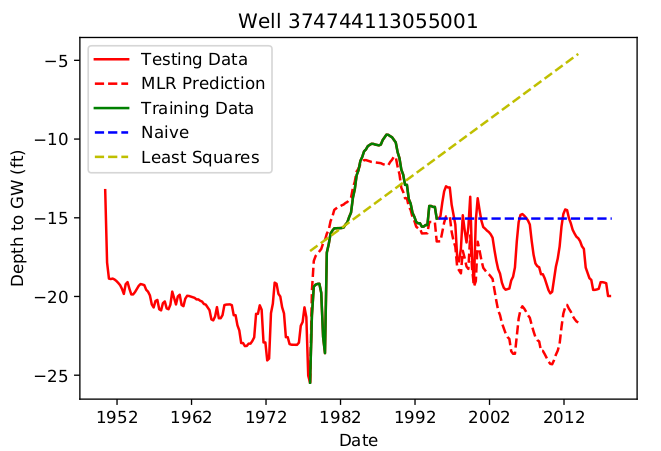 Well 374744113055001
Testing Data
MLR Prediction
Training Data
Naive
Least Squares
Depth to GW (ft)
−5
−10
−15
−20
−25
1952 1962 1972 1982 1992 2002 2012
Date